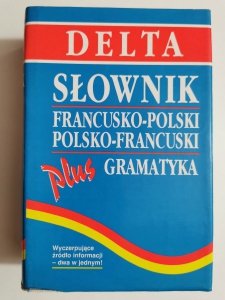 DELTA
SŁOWNIK
FRANCUSKO-POLSKI
POLSKO-FRANCUSKI
plus GRAMATYKA
Wyczerpujące
źródło informacji
– dwa w jednym!